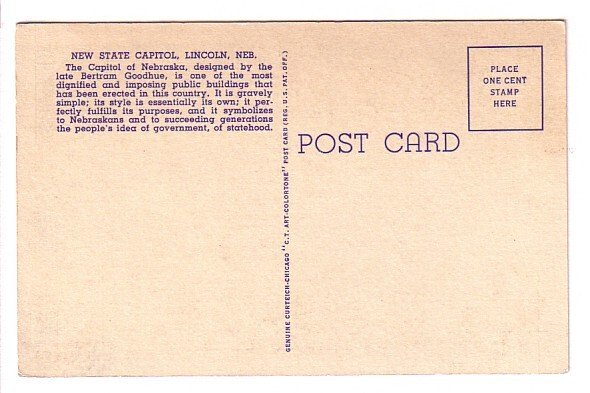 NEW STATE CAPITOL, LINCOLN, NEB.
The Capitol of Nebraska, designed by the
late Bertram Goodhue, is one of the most
dignified and imposing public buildings that
has been erected in this country. It is gravely
simple; its style is essentially its own; it per-
fectly fulfills its purposes, and it symbolizes
to Nebraskans and to succeeding generations
the people's idea of government, of statehood.
GENUINE CURTEICH-CHICAGO "C.T. ART-COLORTONE" POST CARD (REG. U.S. PAT. OFF.)
POST CARD
PLACE
ONE CENT
STAMP
HERE